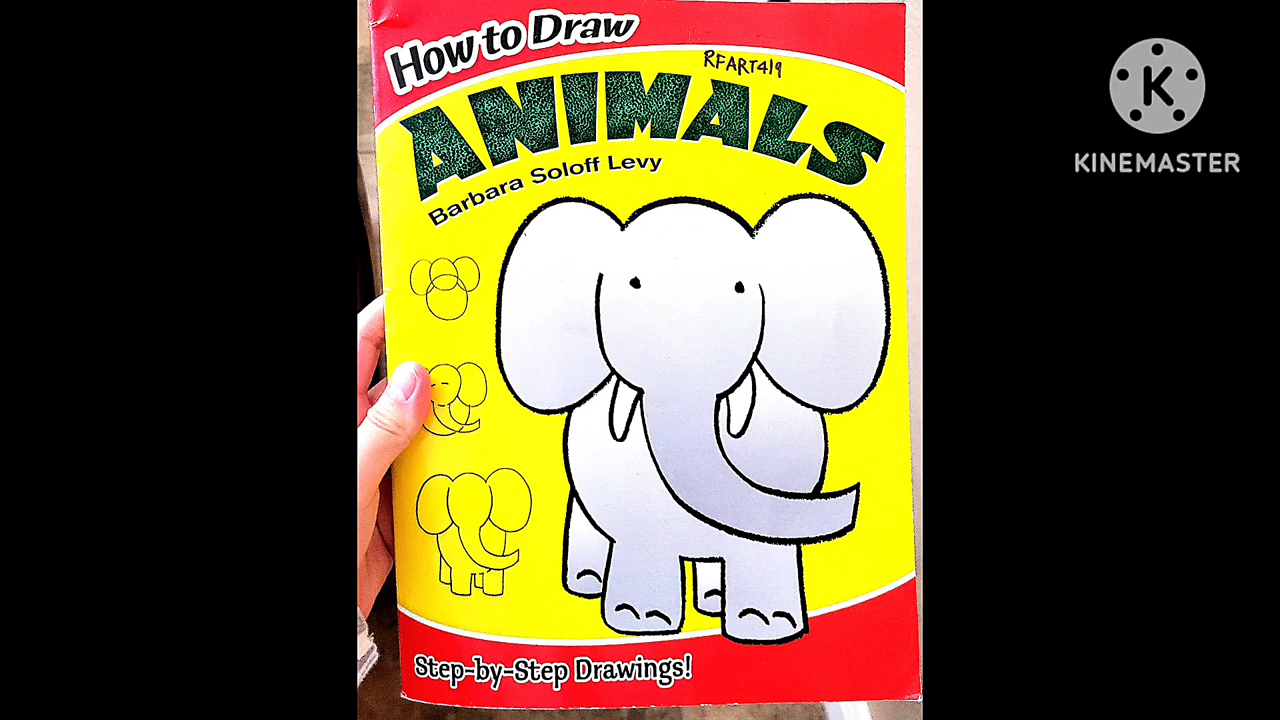 How to Draw
RFART419
ANIMALS
Barbara Soloff Levy
Step-by-Step Drawings!
K
KINEMASTER